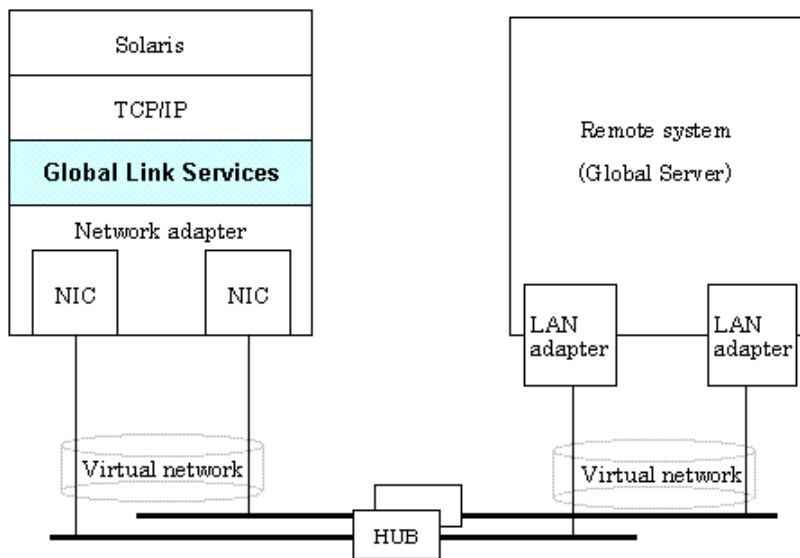 Solaris
TCP/IP
Global Link Services
Network adapter
NIC
NIC
Remote system
(Global Server)
LAN
adapter
LAN
adapter
Virtual network
Virtual network
HUB